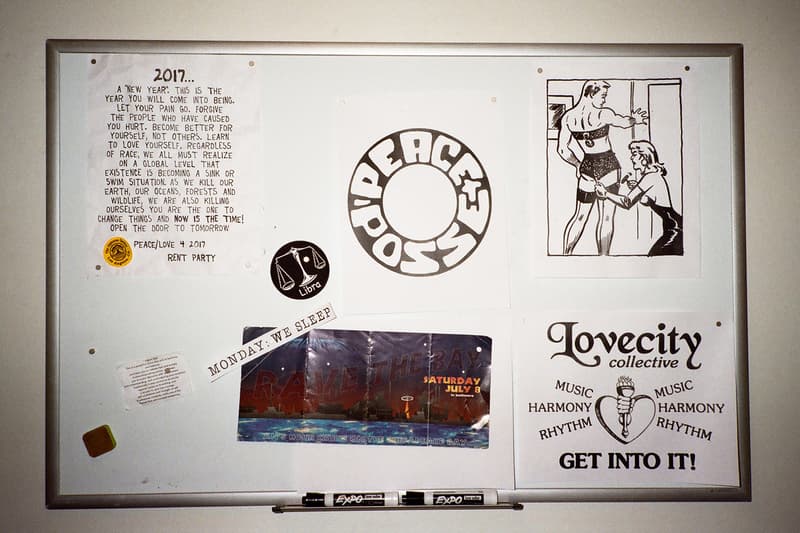 2017...
A "NEW YEAR". THIS IS THE
YEAR YOU WILL COME INTO BEING.
LET YOUR PAIN GO. FORGIVE
THE PEOPLE WHO HAVE CAUSED
YOU HURT. BECOME BETTER FOR
YOURSELF, NOT OTHERS. LEARN
TO LOVE YOURSELF. REGARDLESS
OF RACE, WE ALL MUST REALIZE
ON A GLOBAL LEVEL THAT
EXISTENCE IS BECOMING A SINK OR
SWIM SITUATION. AS WE KILL OUR
EARTH, OUR OCEANS, FORESTS AND
WILDLIFE, WE ARE ALSO KILLING
OURSELVES YOU ARE THE ONE TO
CHANGE THINGS AND NOW IS THE TIME!
OPEN THE DOOR TO TOMORROW
PEACE/LOVE 4 2017
RENT PARTY
Libra
PEACE +
POSSE
MONDAY: WE SLEEP
RAVE THE BAY
SATURDAY
JULY 8
in baltimore
Lovecity
collective
MUSIC MUSIC
HARMONY HARMONY
RHYTHM RHYTHM
GET INTO IT!
EXPO EXPO